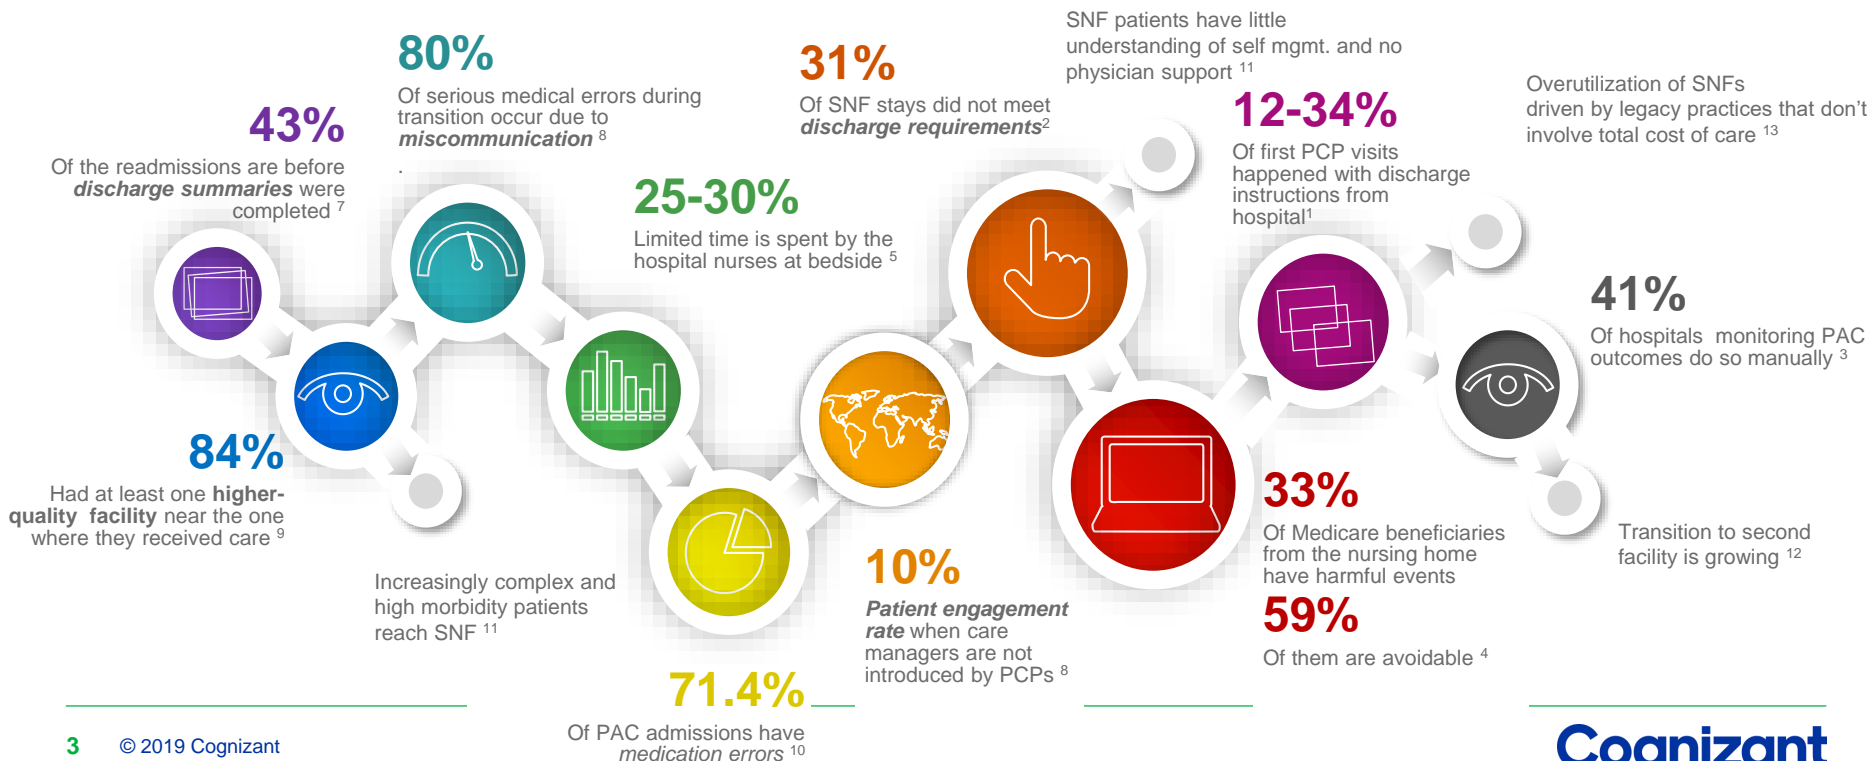 43%
Of the readmissions are before
discharge summaries were
completed 7
84%
Had at least one higher-
quality facility near the one
where they received care 9
80%
Of serious medical errors during
transition occur due to
miscommunication 8
.
Increasingly complex and
high morbidity patients
reach SNF 11
25-30%
Limited time is spent by the
hospital nurses at bedside 5
71.4%
Of PAC admissions have
medication errors 10
10%
Patient engagement
rate when care
managers are not
introduced by PCPs 8
31%
Of SNF stays did not meet
discharge requirements2
SNF patients have little
understanding of self mgmt. and no
physician support 11
33%
Of Medicare beneficiaries
from the nursing home
have harmful events
59%
Of them are avoidable 4
12-34%
Of first PCP visits
happened with discharge
instructions from
hospital1
Overutilization of SNFs
driven by legacy practices that don't
involve total cost of care 13
41%
Of hospitals monitoring PAC
outcomes do so manually 3
Transition to second
facility is growing 12
3 © 2019 Cognizant
Cognizant